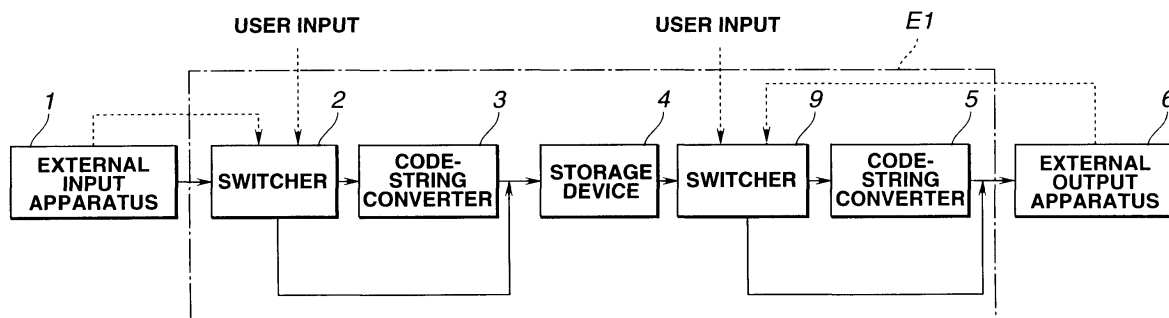 USER INPUT
USER INPUT
E1
1
2
3
4
9
5
6
EXTERNAL
INPUT
APPARATUS
SWITCHER
CODE-
STRING
CONVERTER
STORAGE
DEVICE
SWITCHER
CODE-
STRING
CONVERTER
EXTERNAL
OUTPUT
APPARATUS